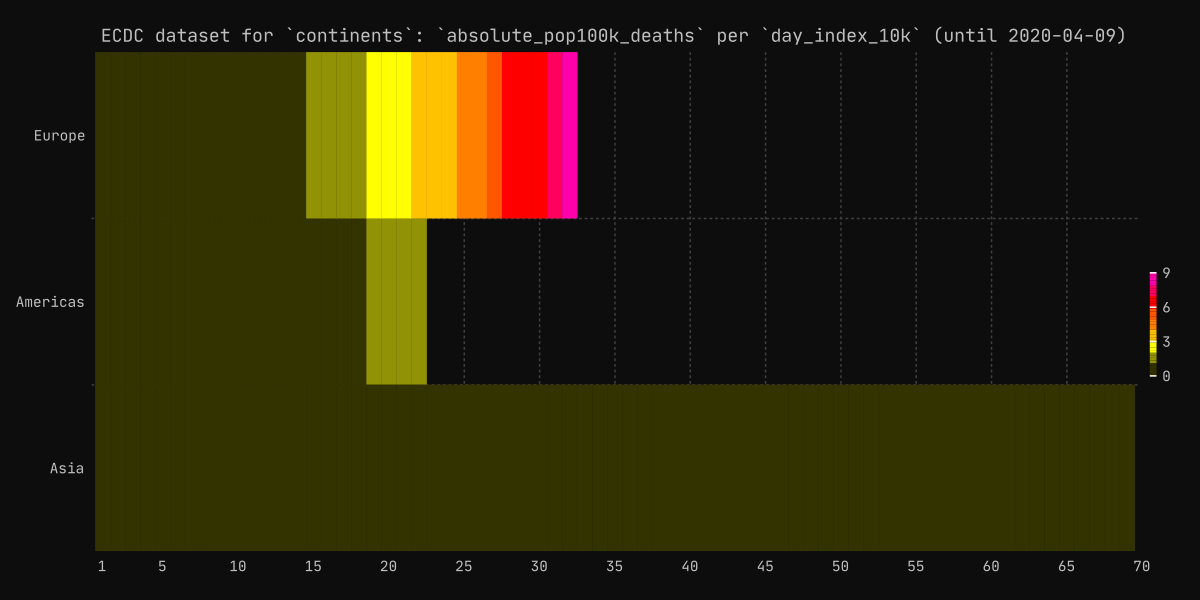 ECDC dataset for `continents`: `absolute_pop100k_deaths` per `day_index_10k` (until 2020-04-09)
Europe
Americas
Asia
9
6
3
0
1 5 10 15 20 25 30 35 40 45 50 55 60 65 70